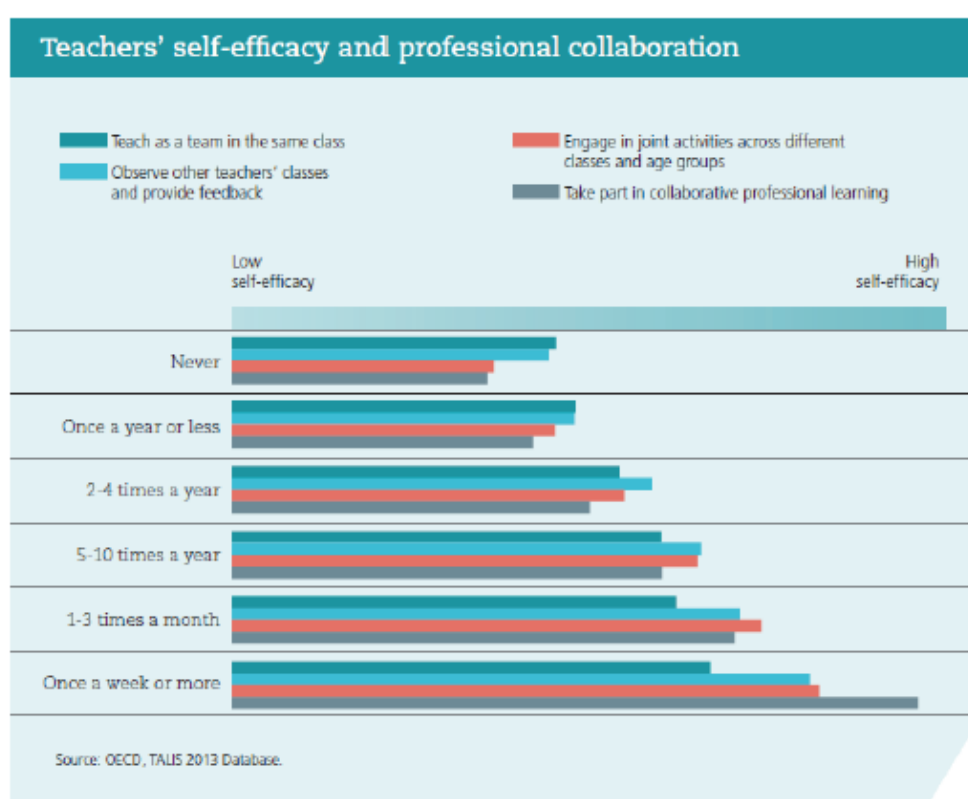 Teachers’ self-efficacy and professional collaboration
Teach as a team in the same class
Observe other teachers’ classes
and provide feedback
Engage in joint activities across different
classes and age groups
Take part in collaborative professional learning
Low
self-efficacy
High
self-efficacy
Never
Once a year or less
2-4 times a year
5-10 times a year
1-3 times a month
Once a week or more
Source: OECD, TALIS 2013 Database.